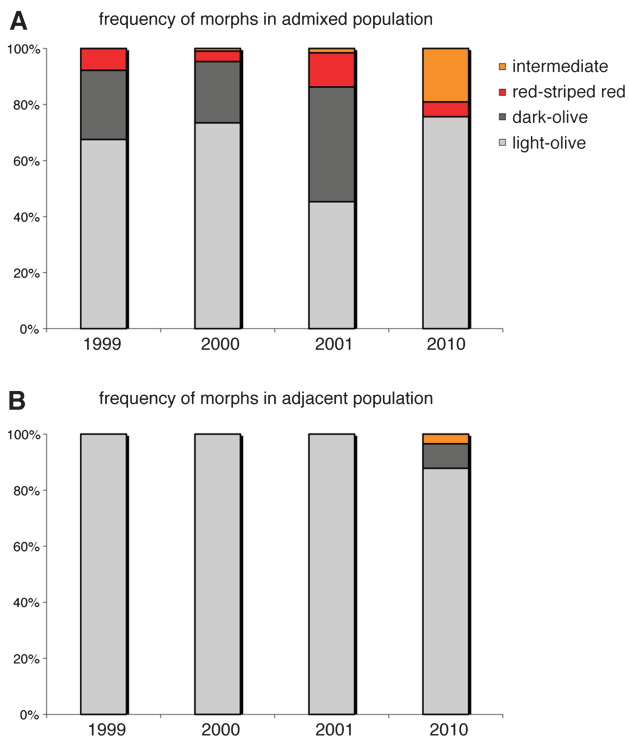 A
frequency of morphs in admixed population
100%
80%
60%
40%
20%
0%
1999 2000 2001 2010
intermediate
red-striped red
dark-olive
light-olive
B
frequency of morphs in adjacent population
100%
80%
60%
40%
20%
0%
1999 2000 2001 2010